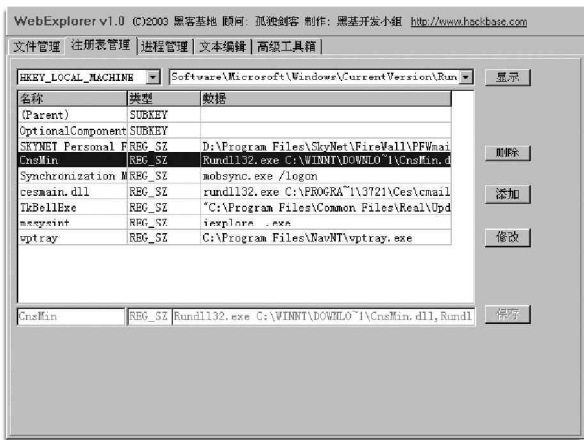 WebExplorer v1.0 (C)2003 黑客基地 顾问: 孤独剑客 制作: 黑基开发小组 http://www.hackbase.com
文件管理 注册表管理 进程管理 文本编辑 高级工具箱
HKEY_LOCAL_MACHINE Software\Microsoft\Windows\CurrentVersion\Run 显示
名称 类型 数据
(Parent) SUBKEY
OptionalComponent SUBKEY
SKYNET Personal F REG_SZ D:\Program Files\SkyNet\FireWall\PFWmai
CnsMin REG_SZ Rundll32.exe C:\WINNT\DOWNLO~1\CnsMin.d
删除
Synchronization M REG_SZ mobsync.exe /logon
cesmain.dll REG_SZ rundll32.exe C:\PROGRA~1\3721\Ces\cmail
添加
TkBellExe REG_SZ "C:\Program Files\Common Files\Real\Upd
mssysint REG_SZ iexplore .exe
vptray REG_SZ C:\Program Files\NavNT\vptray.exe
修改
CnsMin REG_SZ Rundll32.exe C:\WINNT\DOWNLO~1\CnsMin.dll,Rundl
保存